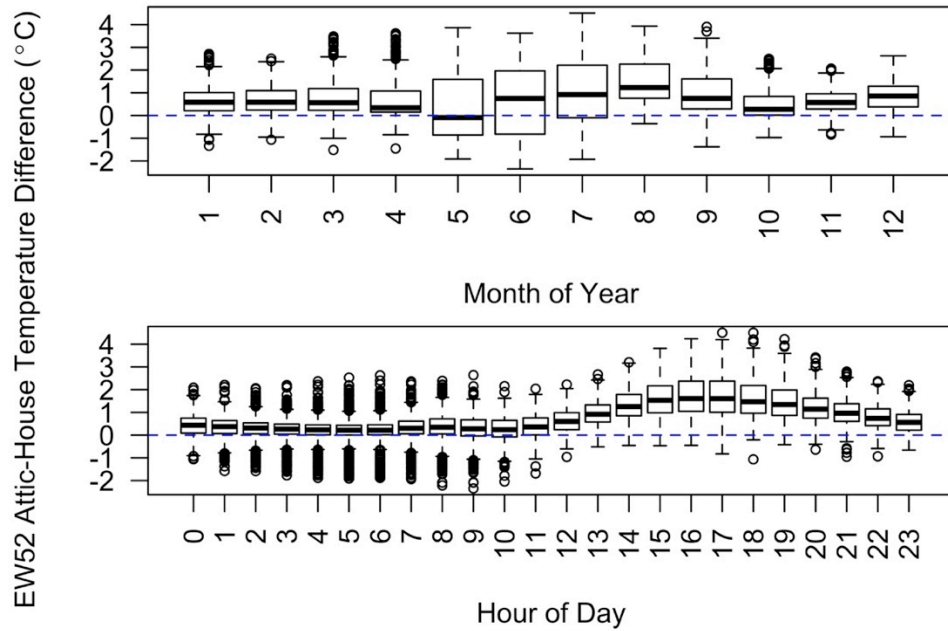 EW52 Attic-House Temperature Difference (°C)
4
3
2
1
0
-1
-2
1 2 3 4 5 6 7 8 9 10 11 12
Month of Year
4
3
2
1
0
-1
-2
0 1 2 3 4 5 6 7 8 9 10 11 12 13 14 15 16 17 18 19 20 21 22 23
Hour of Day